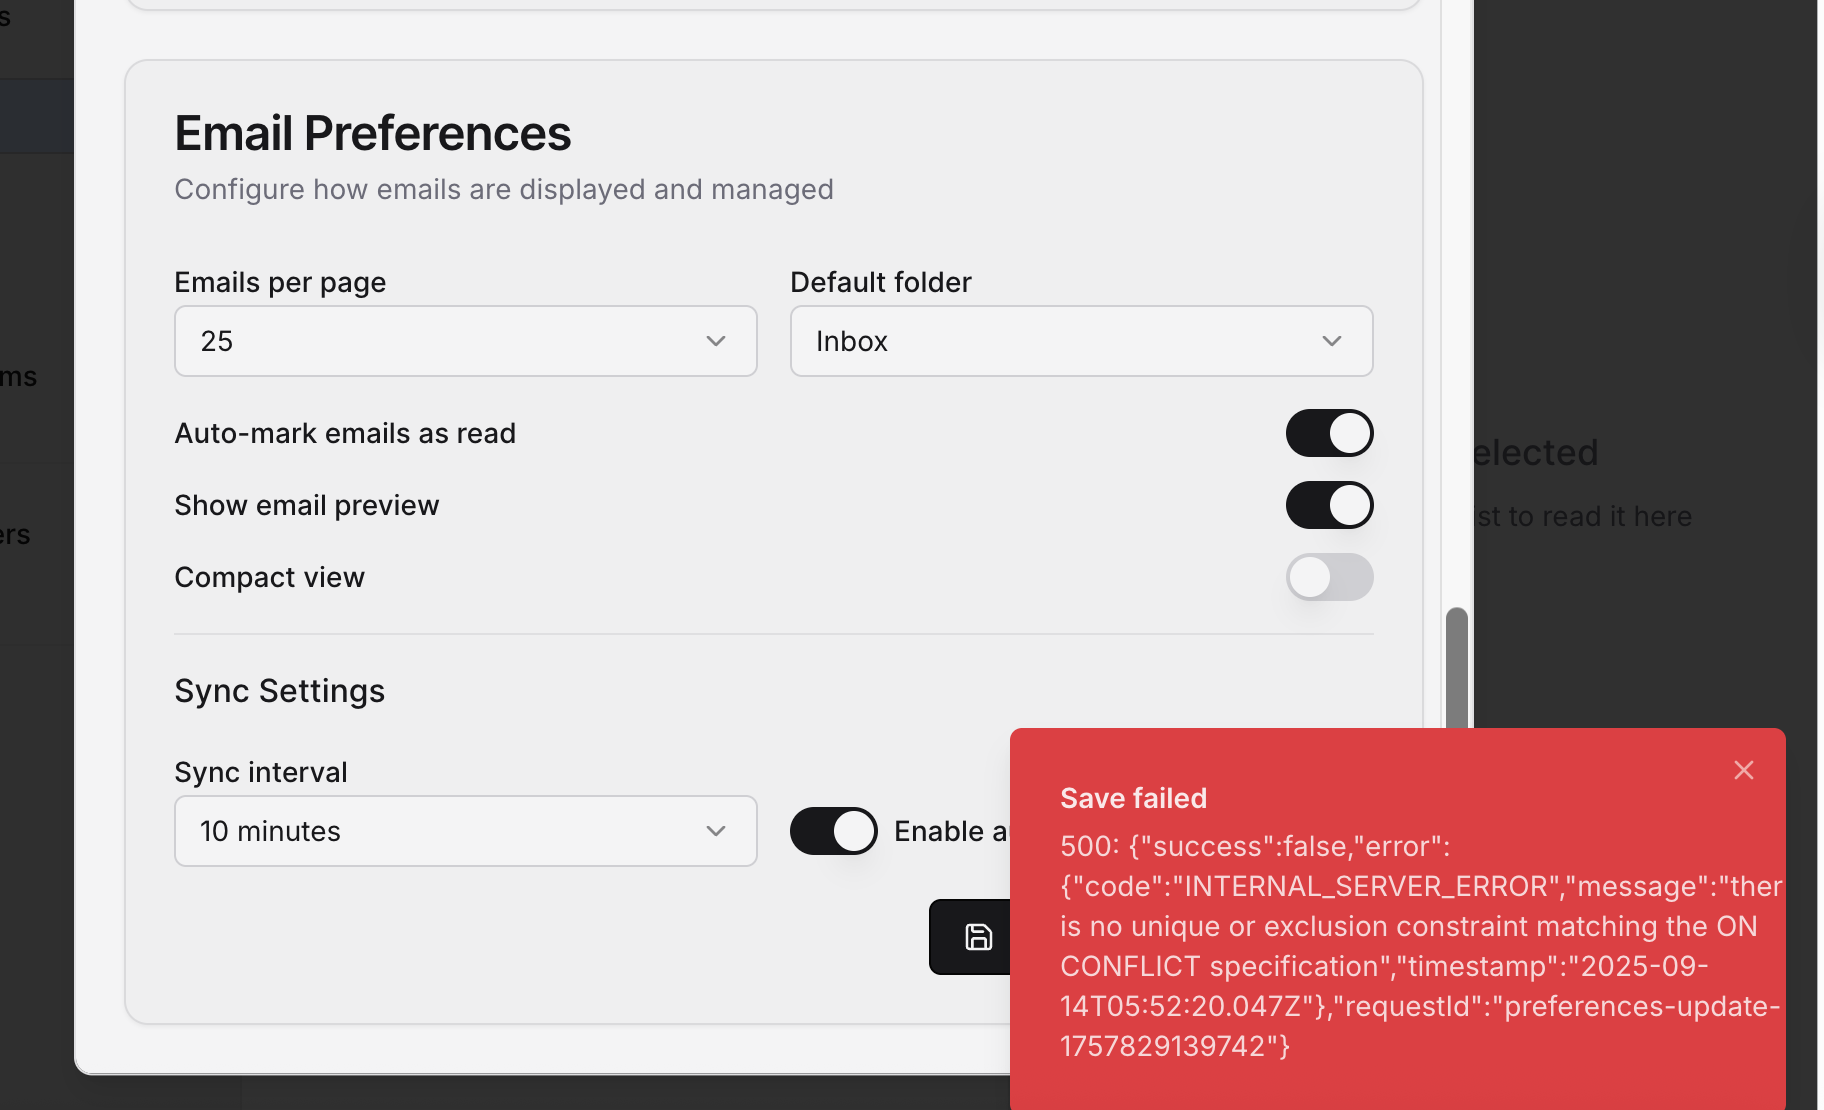 s
Email Preferences
Configure how emails are displayed and managed
Emails per page
Default folder
25
Inbox
ms
Auto-mark emails as read
elected
Show email preview
st to read it here
ers
Compact view
Sync Settings
Sync interval
10 minutes
Enable a
Save failed
500: {"success":false,"error":
{"code":"INTERNAL_SERVER_ERROR","message":"ther
is no unique or exclusion constraint matching the ON
CONFLICT specification","timestamp":"2025-09-
14T05:52:20.047Z"},"requestId":"preferences-update-
1757829139742"}